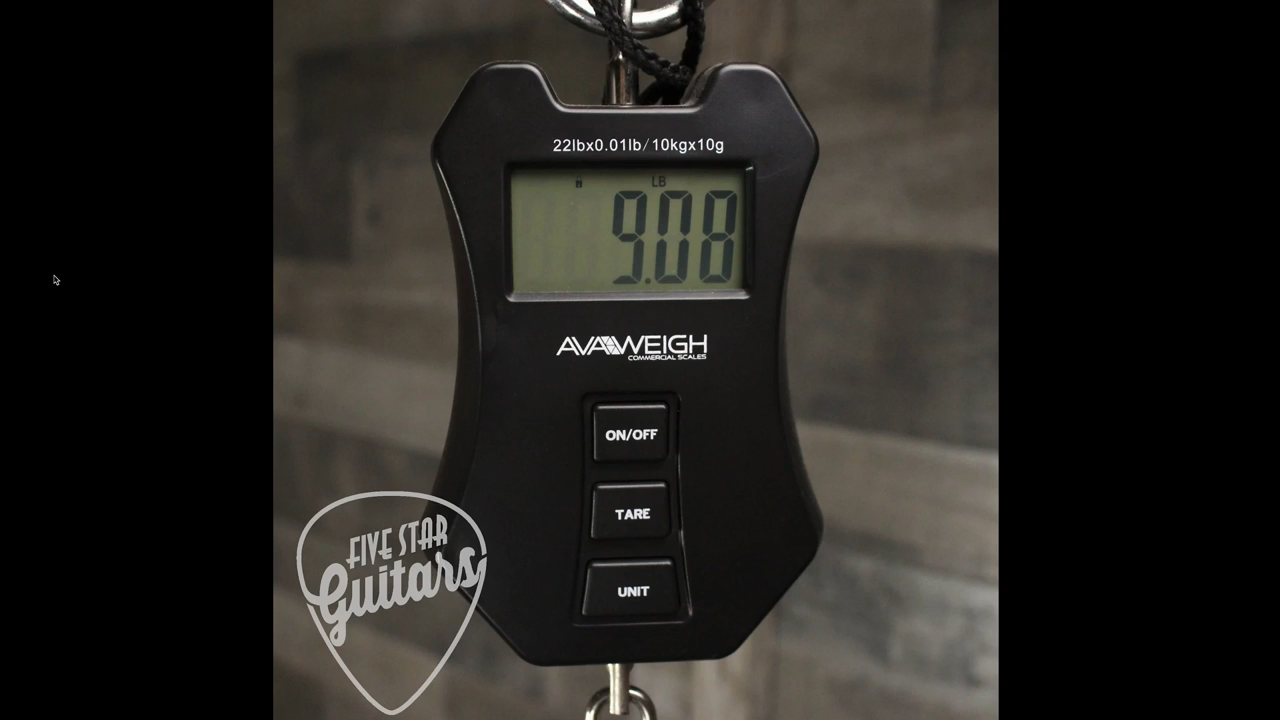 22lbx0.01lb/10kgx10g
LB
9.08
AVAWEIGH
COMMERCIAL SCALES
ON/OFF
TARE
UNIT
FIVE STAR
Guitars